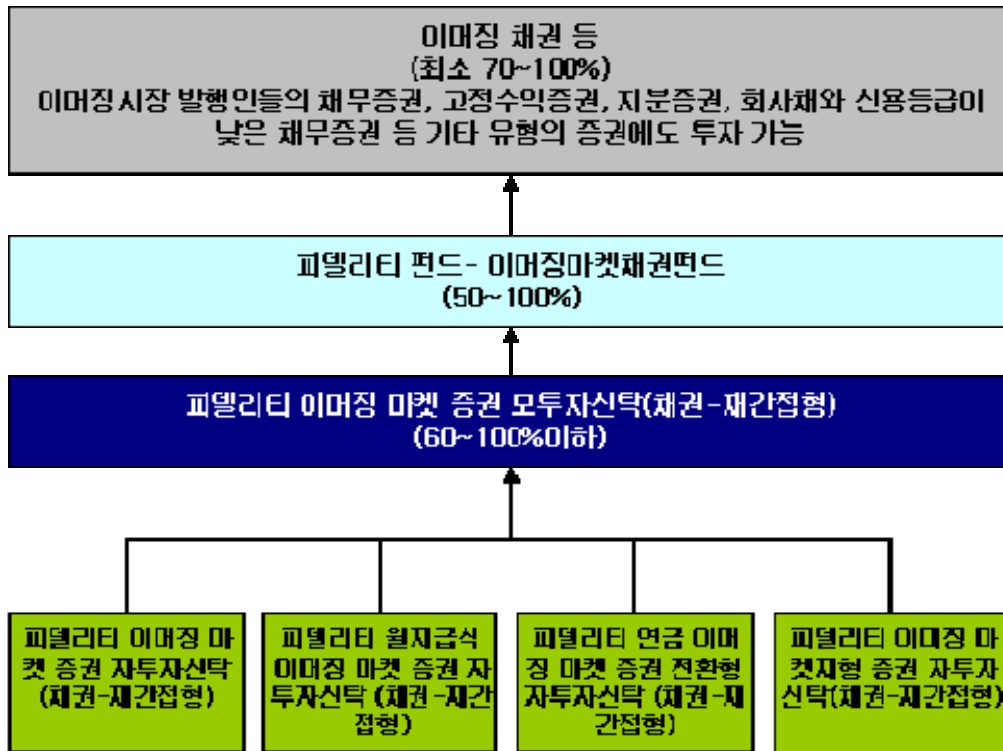 이머징 채권 등
(최소 70~100%)
이머징시장 발행인들의 채무증권, 고정수익증권, 지분증권, 회사채와 신용등급이
낮은 채무증권 등 기타 유형의 증권에도 투자 가능
피델리티 펀드- 이머징마켓채권펀드
(50~100%)
피델리티 이머징 마켓 증권 모투자신탁(채권-재간접형)
(60~100%이하)
피델리티 이머징 마
켓 증권 자투자신탁
(채권-재간접형)
피델리티 월지급식
이머징 마켓 증권 자
투자신탁 (채권-재간
접형)
피델리티 연금 이머
징 마켓 증권 전환형
자투자신탁 (채권-재
간접형)
피델리티 이머징 마
증권 자투자
신탁(채권-재간접형)